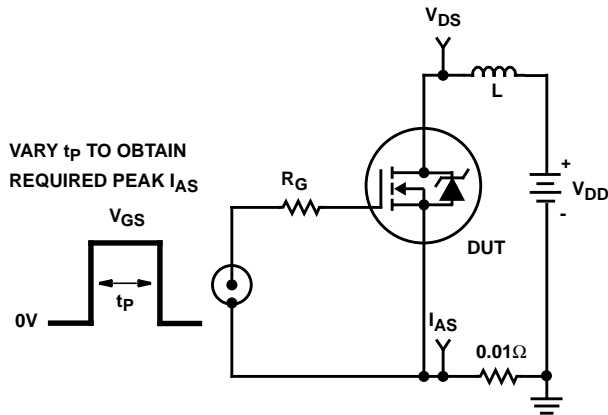 V_DS
L
VARY t_P TO OBTAIN
REQUIRED PEAK I_AS
R_G
+
V_DD
-
V_GS
DUT
t_P
0V
I_AS
0.01Ω